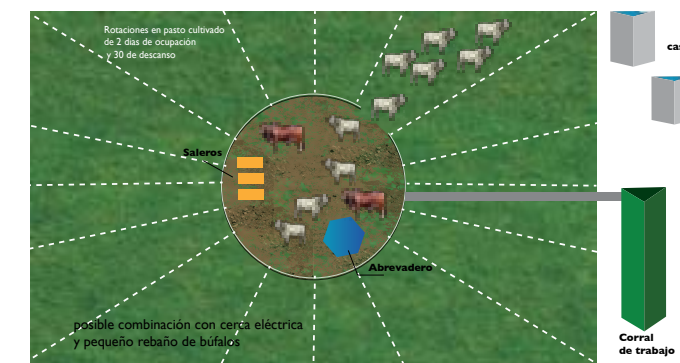 Rotaciones en pasto cultivado
de 2 días de ocupación
y 30 de descanso
Saleros
Abrevadero
posible combinación con cerca eléctrica
y pequeño rebaño de búfalos
Corral
de trabajo